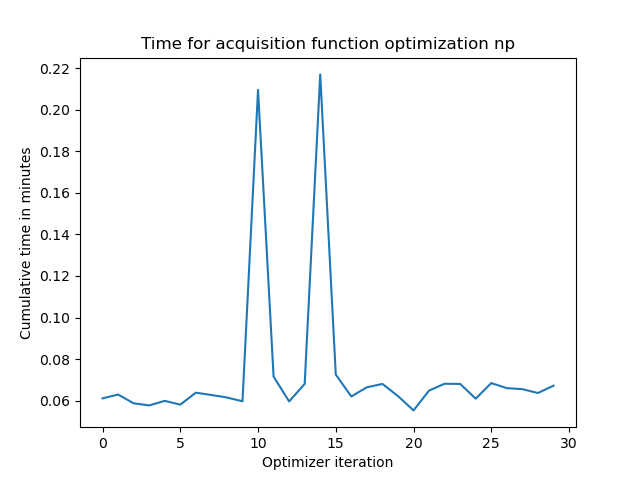 Time for acquisition function optimization np
Cumulative time in minutes
0.22
0.20
0.18
0.16
0.14
0.12
0.10
0.08
0.06
0 5 10 15 20 25 30
Optimizer iteration